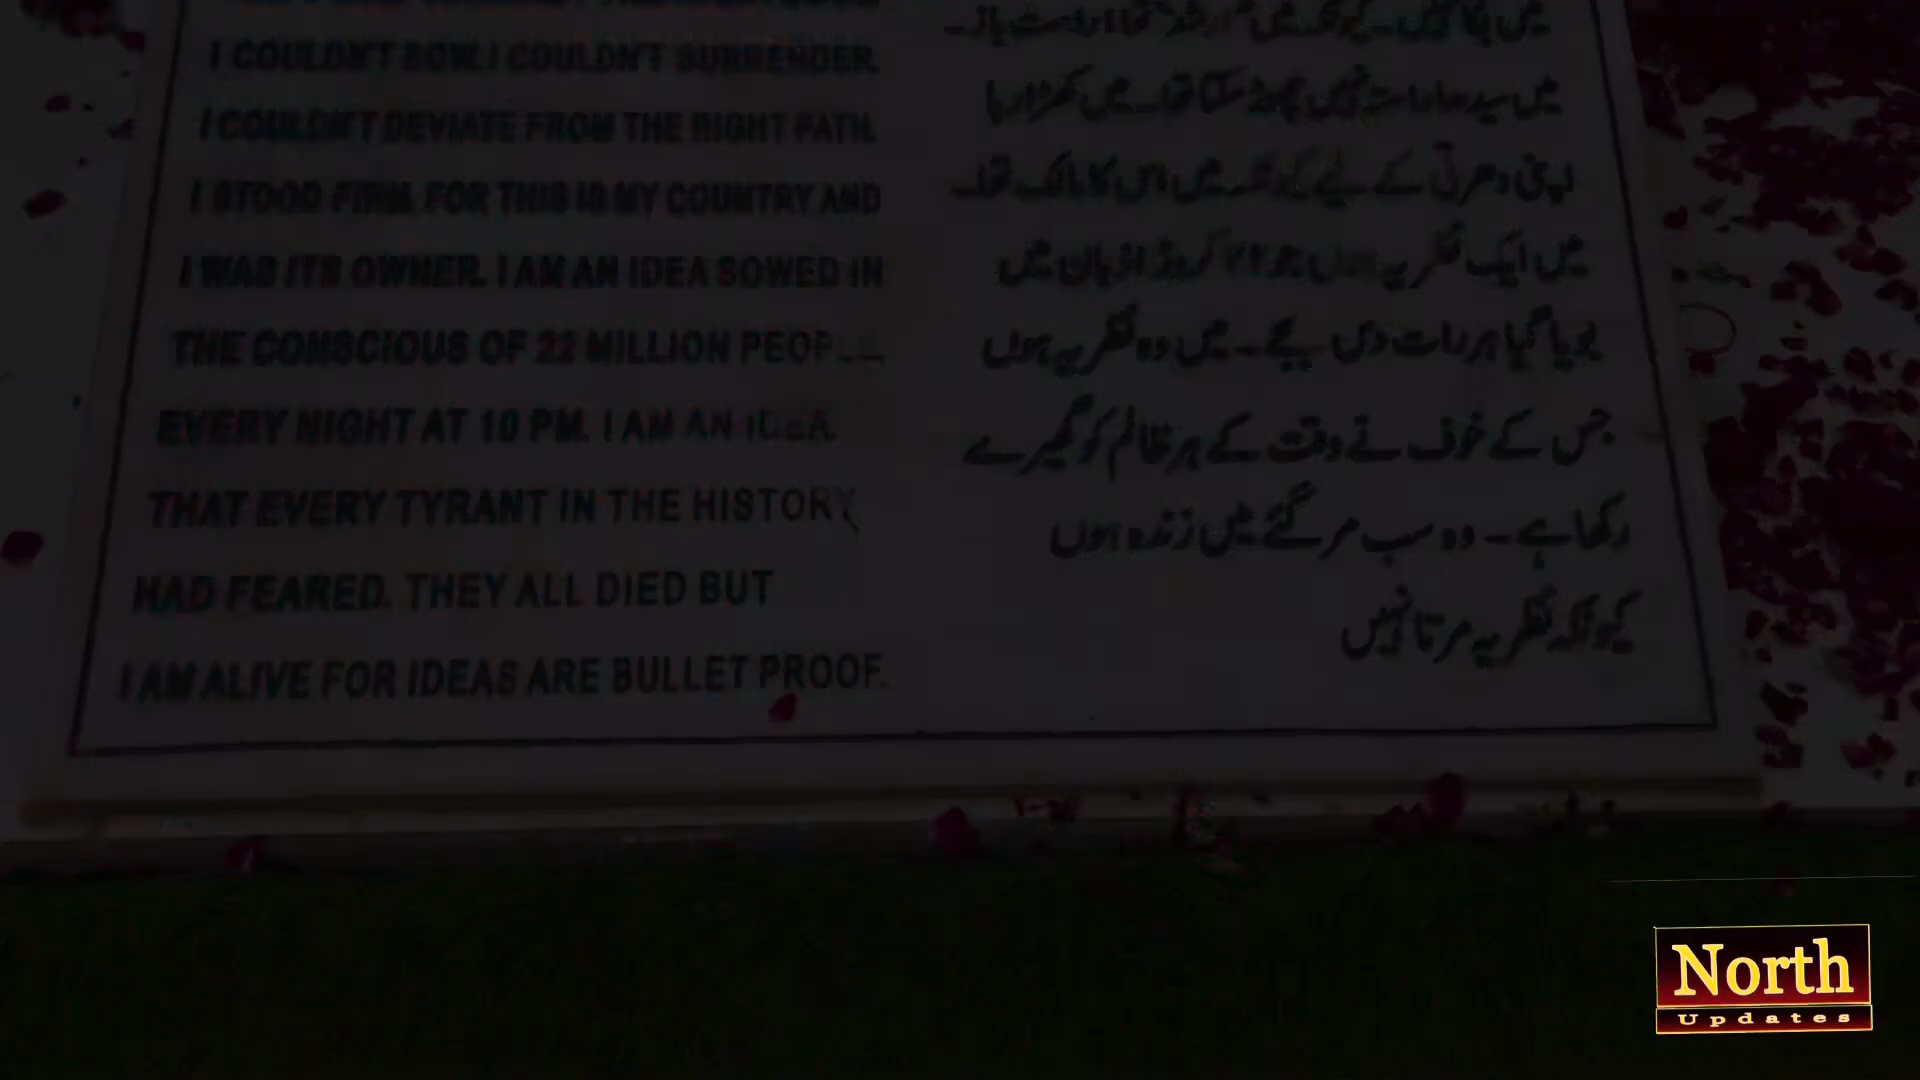 I COULDN'T BOW. I COULDN'T SURRENDER.
I COULDN'T DEVIATE FROM THE RIGHT PATH.
I STOOD FIRM. FOR THIS IS MY COUNTRY AND
I WAS ITS OWNER. I AM AN IDEA SOWED IN
THE CONSCIOUS OF 22 MILLION PEOPLE
EVERY NIGHT AT 10 PM. I AM AN IDEA.
THAT EVERY TYRANT IN THE HISTORY
HAD FEARED. THEY ALL DIED BUT
I AM ALIVE FOR IDEAS ARE BULLET PROOF.
میں سیدھا راستہ نہیں چھوڑ سکتا تھا۔ میں کھڑا رہا
اپنی دھرتی کے لیے کیونکہ میں اس کا مالک تھا۔
میں ایک نظریہ ہوں جو ۲۲ کروڑ اذہان میں
بویا گیا ہر رات دس بجے۔ میں وہ نظریہ ہوں
جس کے خوف نے وقت کے ہر ظالم کو گھیرے
رکھا ہے۔ وہ سب مر گئے میں زندہ ہوں
کیونکہ نظریہ مرتا نہیں
North
Updates